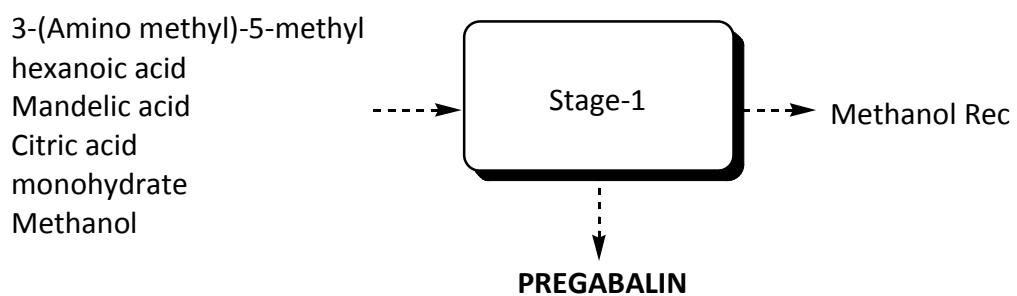 3-(Amino methyl)-5-methyl
hexanoic acid
Mandelic acid
Citric acid
monohydrate
Methanol
Stage-1
Methanol Rec
PREGABALIN